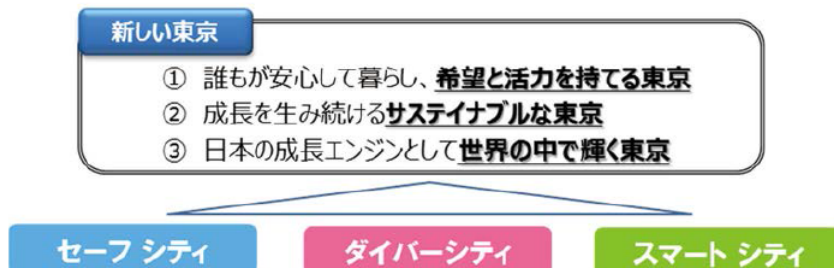 新しい東京
① 誰もが安心して暮らし、希望と活力を持てる東京
② 成長を生み続けるサステイナブルな東京
③ 日本の成長エンジンとして世界の中で輝く東京
セーフ シティ
ダイバーシティ
スマート シティ